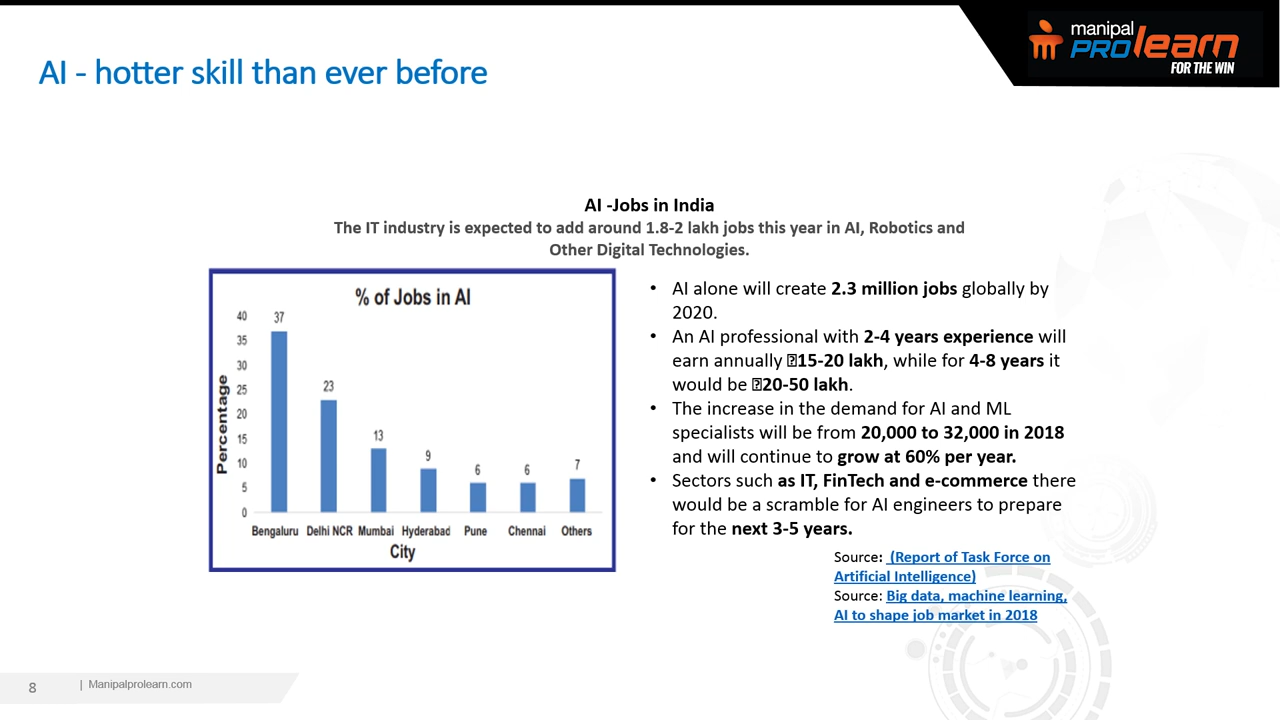 manipal
PROlearn
FOR THE WIN
AI - hotter skill than ever before
AI -Jobs in India
The IT industry is expected to add around 1.8-2 lakh jobs this year in AI, Robotics and
Other Digital Technologies.
% of Jobs in AI
Percentage
40
35
30
25
20
15
10
5
0
37
23
13
9
6
6
7
Bengaluru
Delhi NCR
Mumbai
Hyderabad
Pune
Chennai
Others
City
• AI alone will create 2.3 million jobs globally by
2020.
• An AI professional with 2-4 years experience will
earn annually 15-20 lakh, while for 4-8 years it
would be 20-50 lakh.
• The increase in the demand for AI and ML
specialists will be from 20,000 to 32,000 in 2018
and will continue to grow at 60% per year.
• Sectors such as IT, FinTech and e-commerce there
would be a scramble for AI engineers to prepare
for the next 3-5 years.
Source: (Report of Task Force on
Artificial Intelligence)
Source: Big data, machine learning,
AI to shape job market in 2018
8
| Manipalprolearn.com